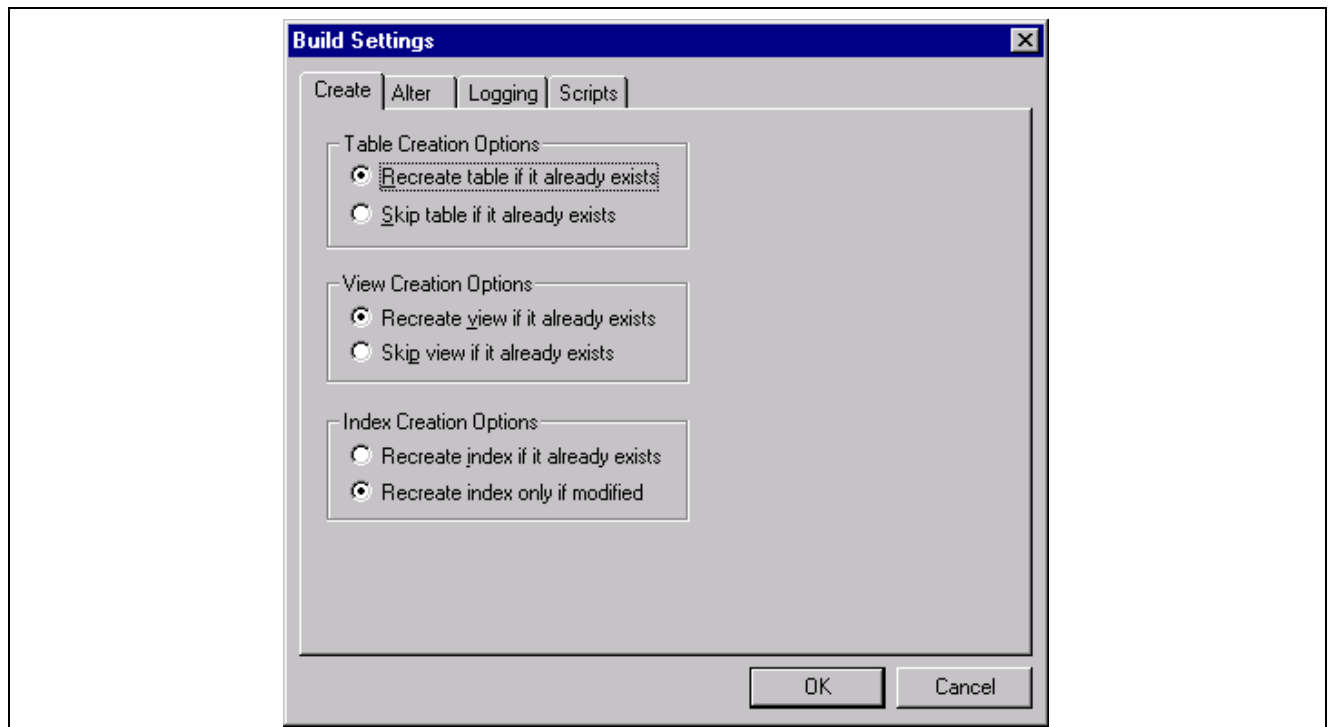 Build Settings
Create Alter Logging Scripts
Table Creation Options
Recreate table if it already exists
Skip table if it already exists
View Creation Options
Recreate view if it already exists
Skip view if it already exists
Index Creation Options
Recreate index if it already exists
Recreate index only if modified
OK Cancel